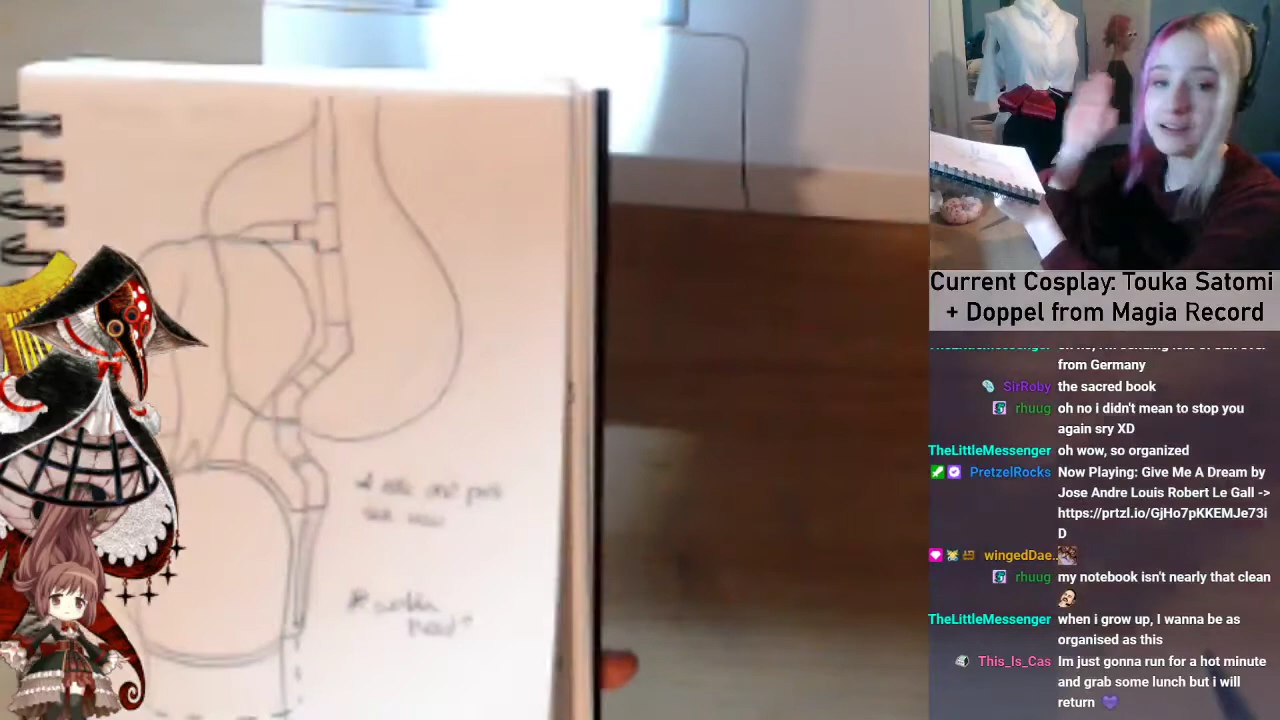 Current Cosplay: Touka Satomi
+ Doppel from Magia Record
from Germany
SirRoby the sacred book
rhuug oh no i didn't mean to stop you
again sry XD
TheLittleMessenger oh wow, so organized
PretzelRocks Now Playing: Give Me A Dream by
Jose Andre Louis Robert Le Gall ->
https://prtzl.io/GjHo7pKKEMJe73i
D
wingedDae..
rhuug my notebook isn't nearly that clean
TheLittleMessenger when i grow up, I wanna be as
organised as this
This_Is_Cas Im just gonna run for a hot minute
and grab some lunch but i will
return